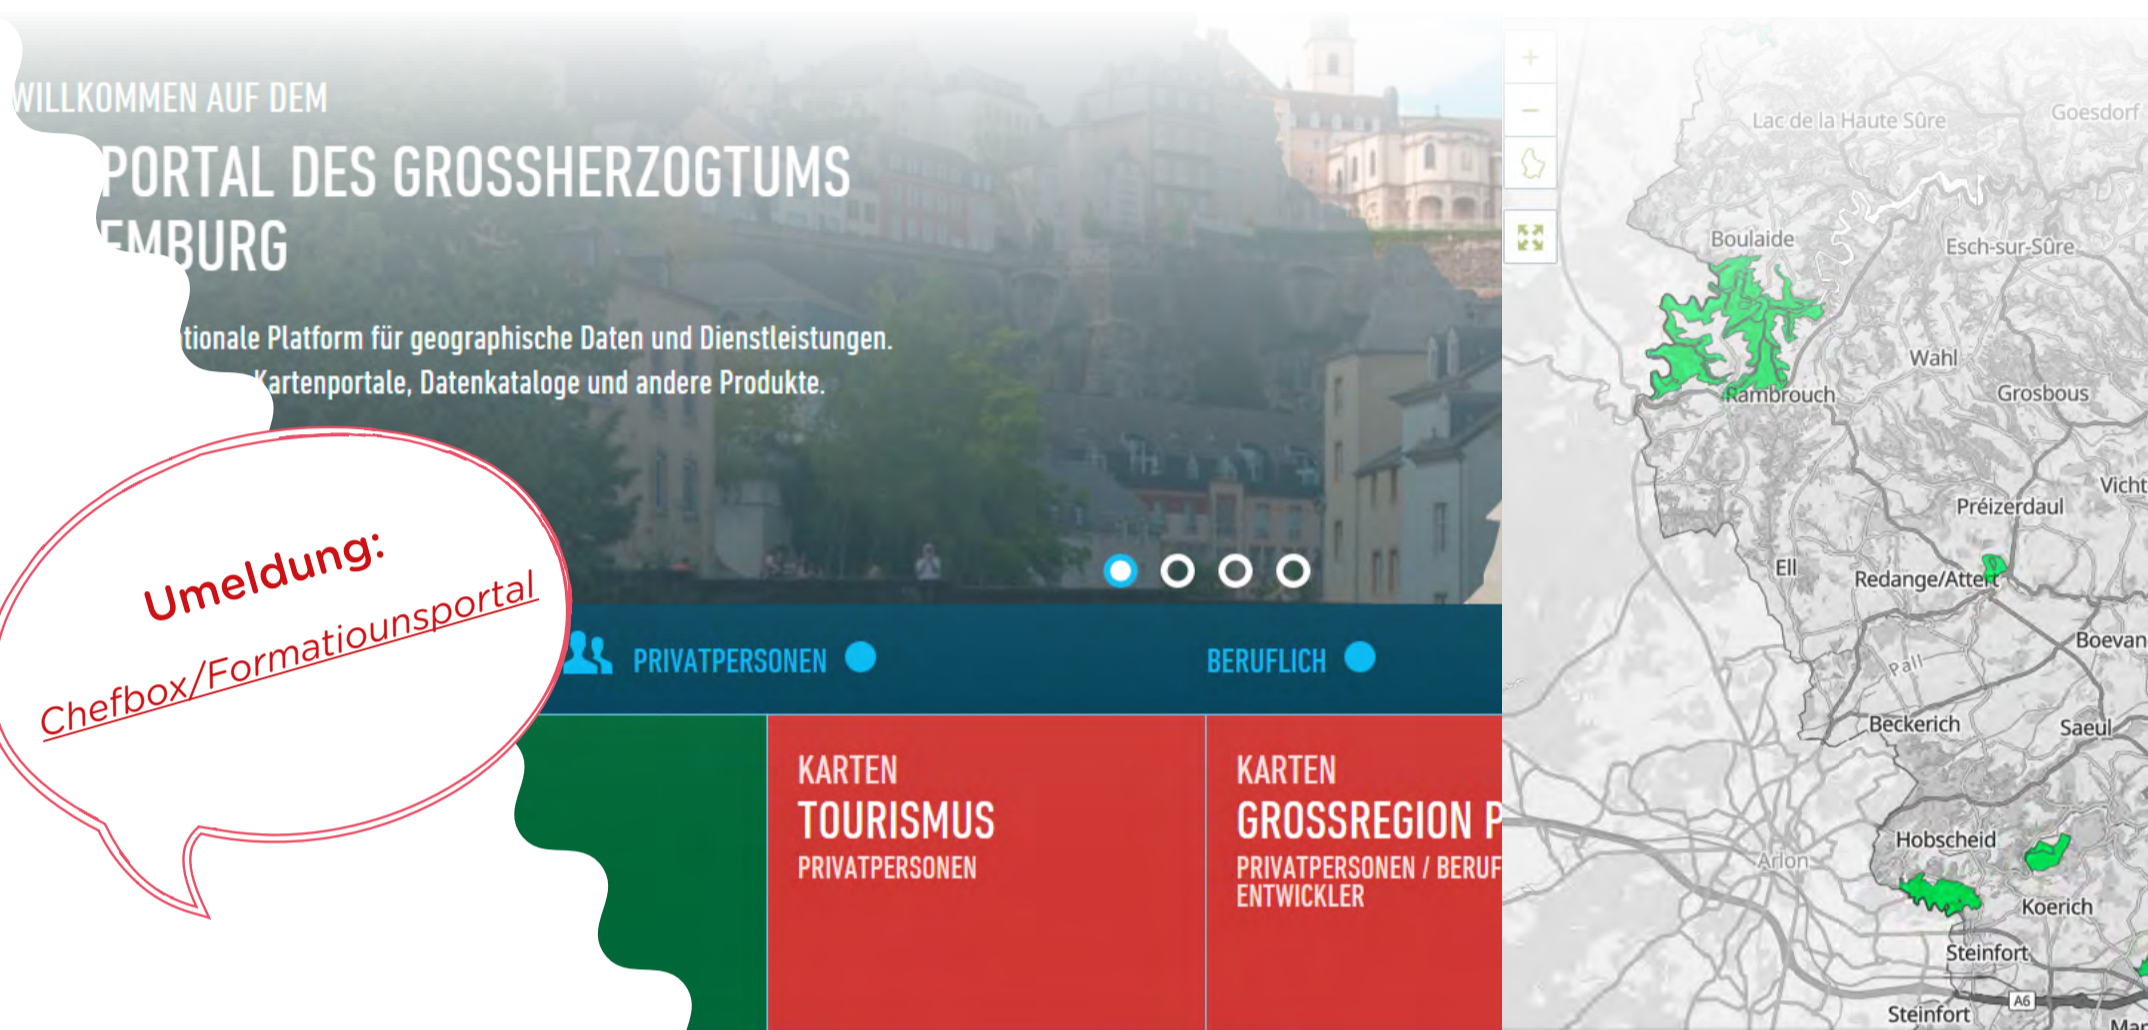 WILLKOMMEN AUF DEM
PORTAL DES GROSSHERZOGTUMS
EMBURG
tionale Platform für geographische Daten und Dienstleistungen.
Kartenportale, Datenkataloge und andere Produkte.
Umeldung:
Chefbox/Formatiounsportal
PRIVATPERSONEN
BERUFLICH
KARTEN
TOURISMUS
PRIVATPERSONEN
KARTEN
GROSSREGION P
PRIVATPERSONEN / BERUF
ENTWICKLER
+
−
Lac de la Haute Sûre
Goesdorf
Boulaide
Esch-sur-Sûre
Wahl
Rambrouch
Grosbous
Vicht
Préizerdaul
Ell
Redange/Attert
Boevan
Pall
Beckerich
Saeul
Hobscheid
Arlon
Koerich
Steinfort
A6
Steinfort
Mar